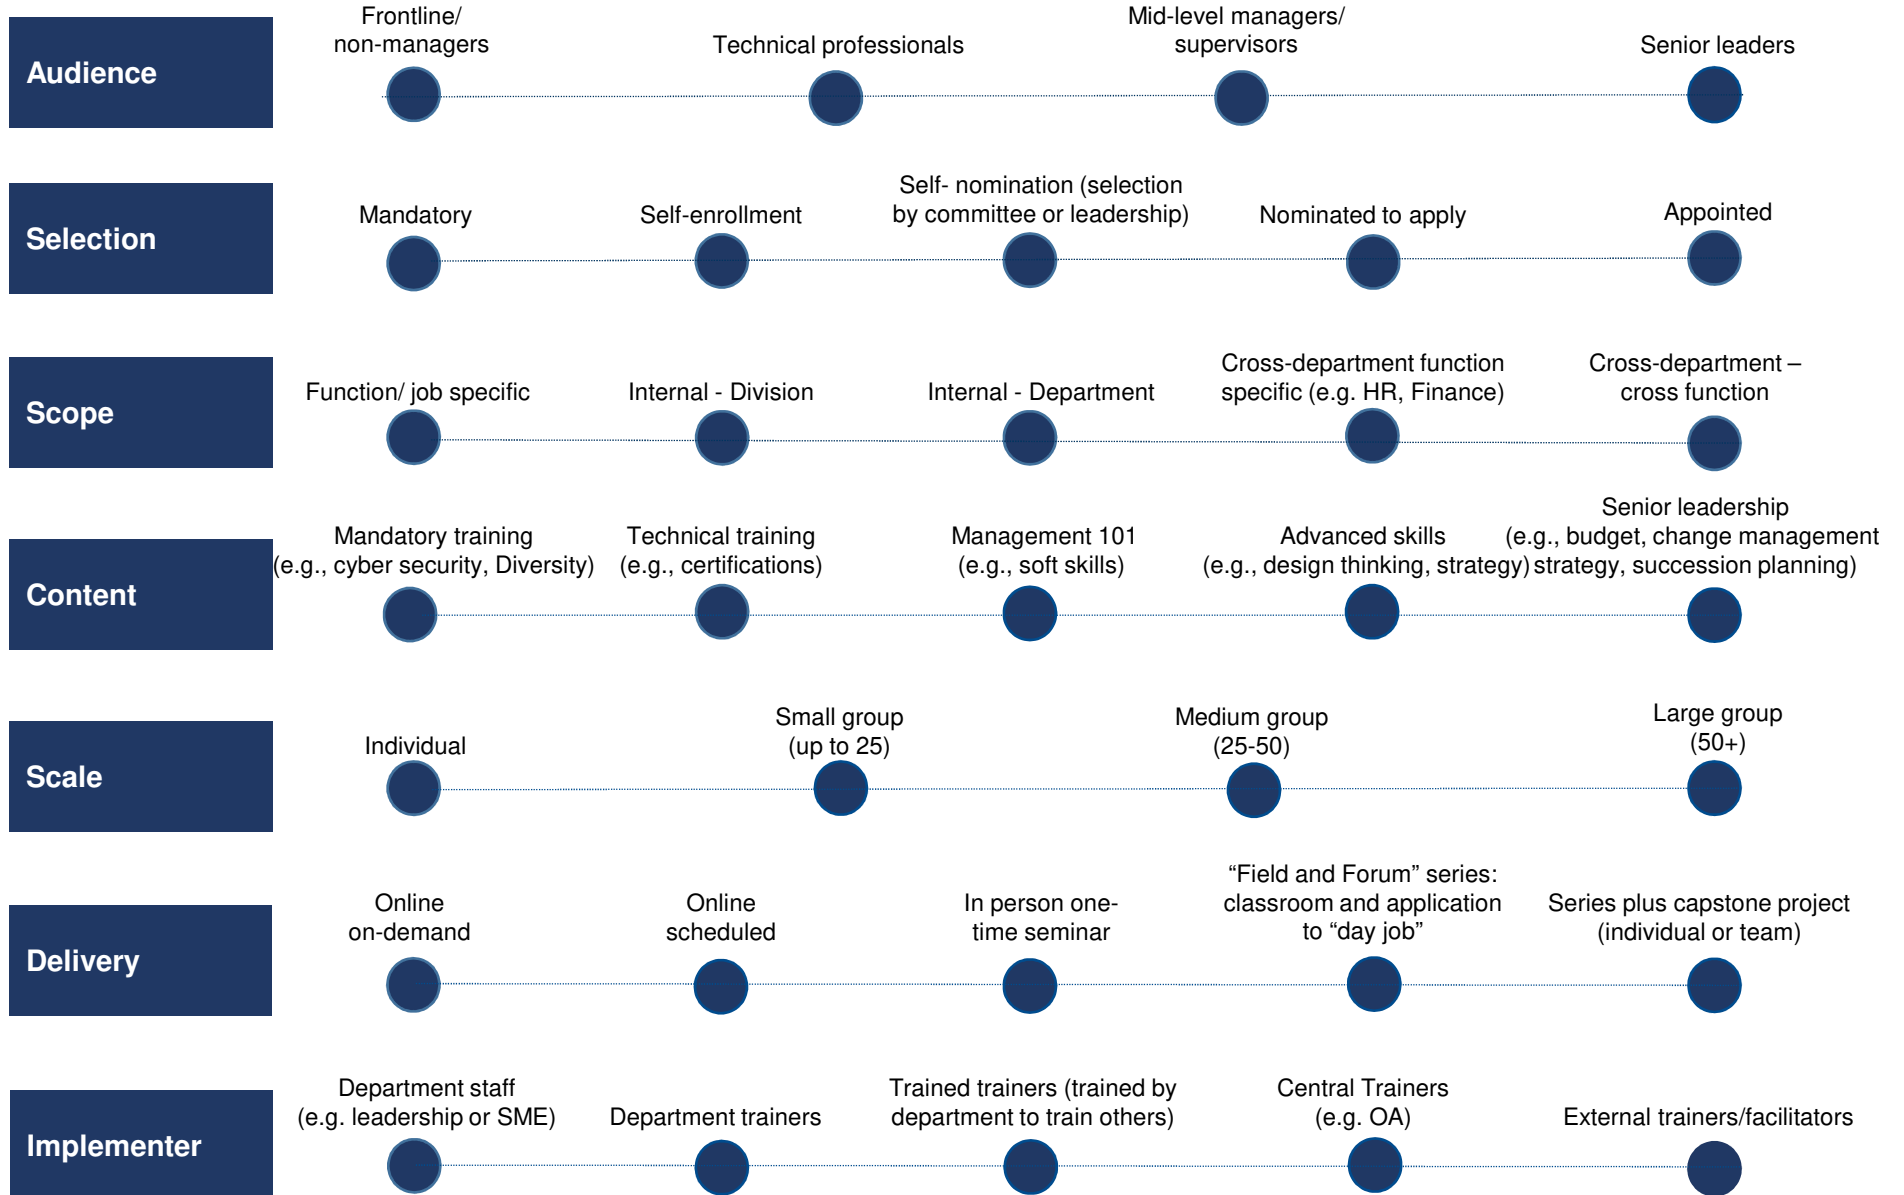 Audience
Frontline/
non-managers
Technical professionals
Mid-level managers/
supervisors
Senior leaders
Selection
Mandatory
Self-enrollment
Self- nomination (selection
by committee or leadership)
Nominated to apply
Appointed
Scope
Function/ job specific
Internal - Division
Internal - Department
Cross-department function
specific (e.g. HR, Finance)
Cross-department –
cross function
Content
Mandatory training
(e.g., cyber security, Diversity)
Technical training
(e.g., certifications)
Management 101
(e.g., soft skills)
Advanced skills
(e.g., design thinking, strategy)
Senior leadership
(e.g., budget, change management
strategy, succession planning)
Scale
Individual
Small group
(up to 25)
Medium group
(25-50)
Large group
(50+)
Delivery
Online
on-demand
Online
scheduled
In person one-
time seminar
“Field and Forum” series:
classroom and application
to “day job”
Series plus capstone project
(individual or team)
Implementer
Department staff
(e.g. leadership or SME)
Department trainers
Trained trainers (trained by
department to train others)
Central Trainers
(e.g. OA)
External trainers/facilitators